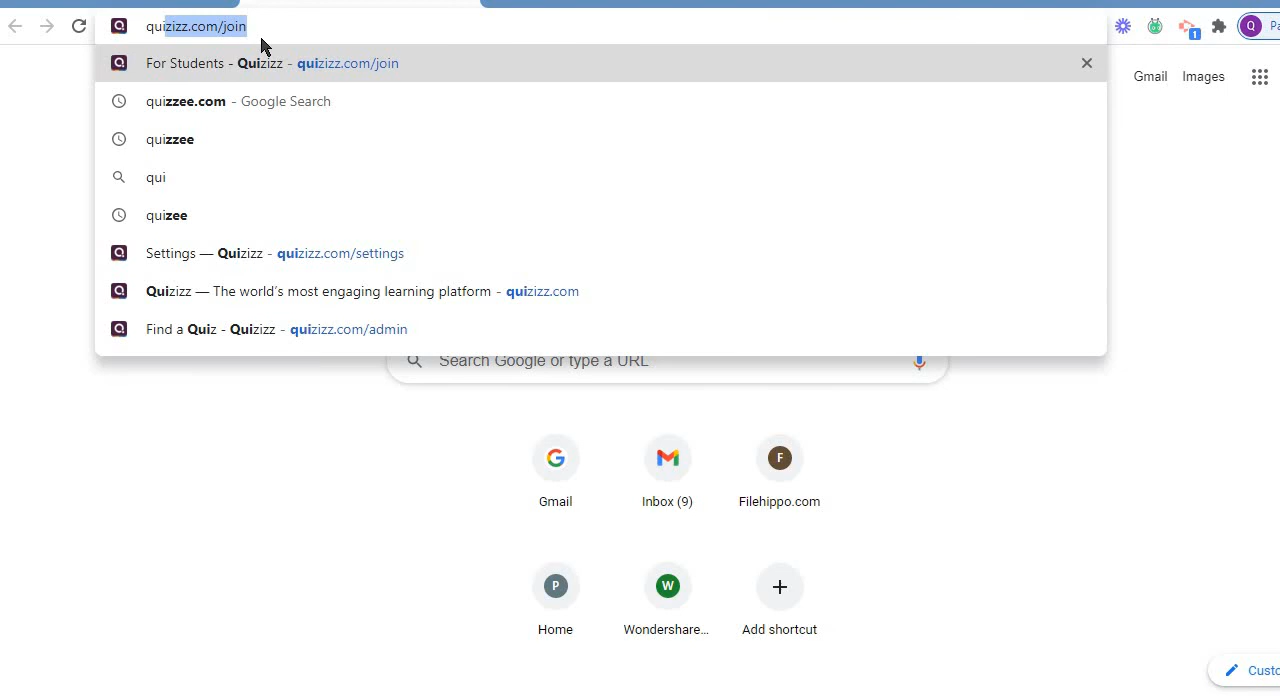 quizizz.com/join
1
Q Pa
For Students - Quizizz - quizizz.com/join
Gmail Images
quizzee.com - Google Search
quizzee
qui
quizee
Settings — Quizizz - quizizz.com/settings
Quizizz — The world's most engaging learning platform - quizizz.com
Find a Quiz - Quizizz - quizizz.com/admin
Search Google or type a URL
F
Gmail Inbox (9) Filehippo.com
P W
Home Wondershare... Add shortcut
Custo